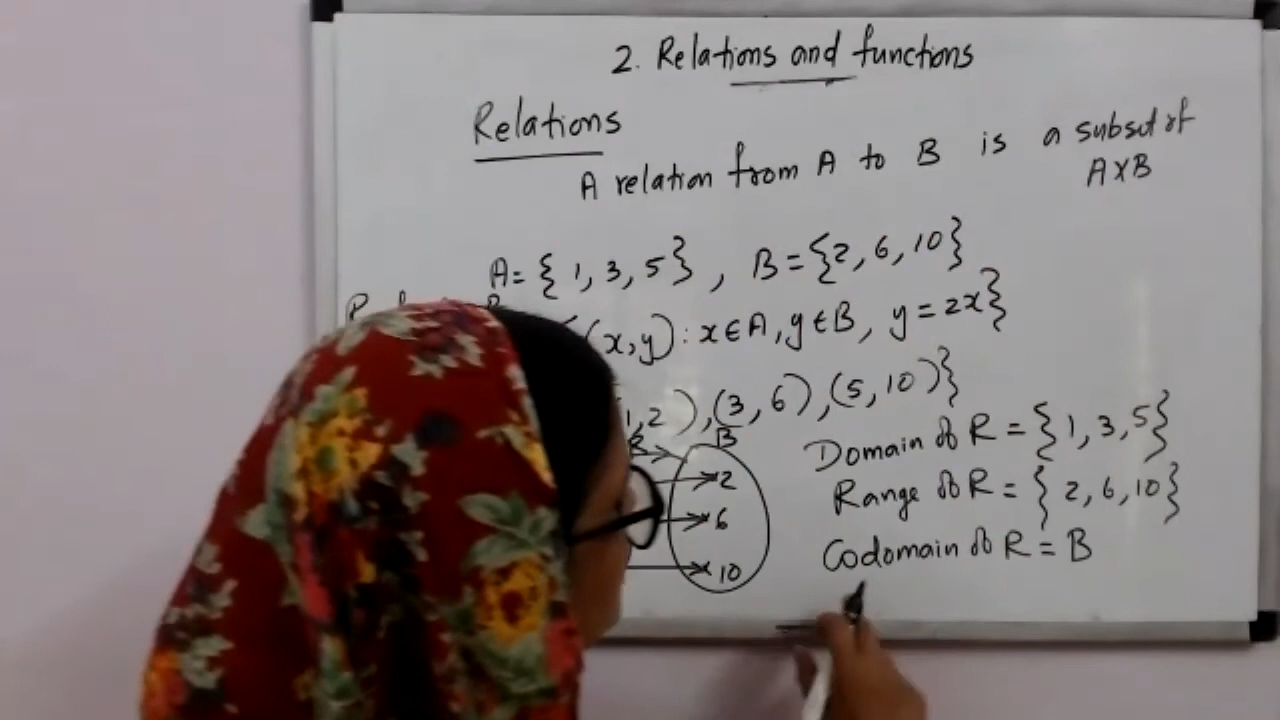 2. Relations and functions
Relations
A relation from A to B is a subset of
A X B
A = { 1, 3, 5 } , B = {2, 6, 10}
(x,y) : x ∈ A, y ∈ B, y = 2x}
1,2 ), (3, 6), (5, 10)}
R B
2
6
10
Domain of R = { 1, 3, 5}
Range of R = { 2, 6, 10}
Codomain of R = B